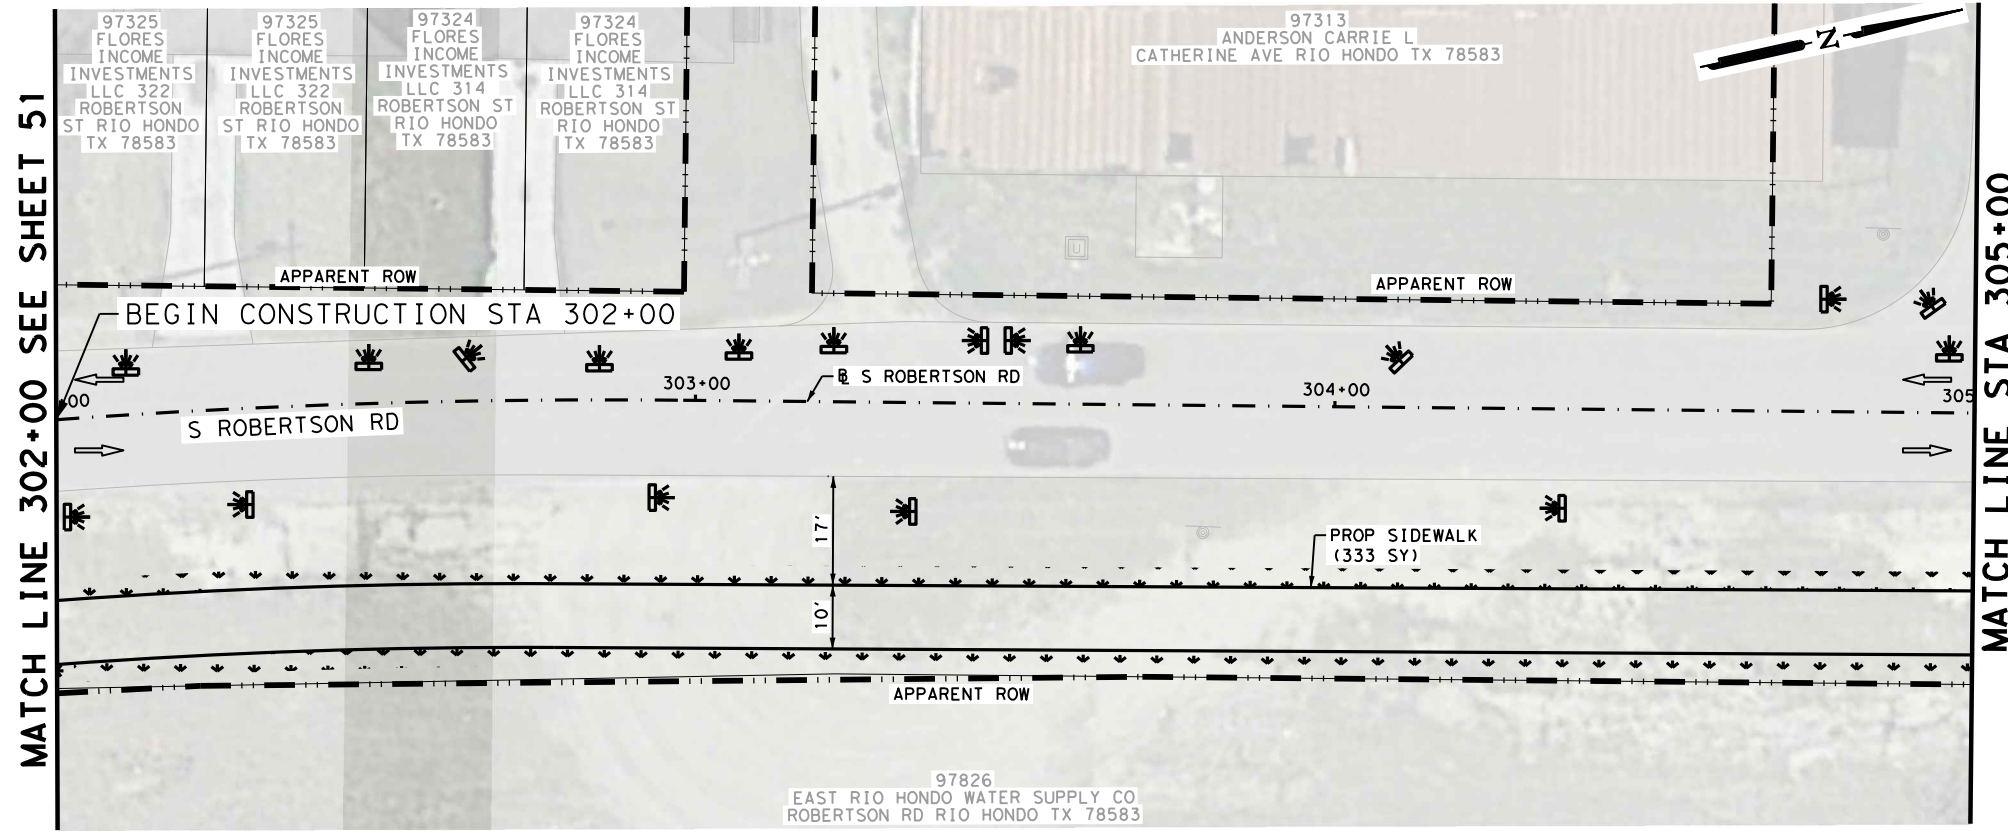 97325
FLORES
INCOME
INVESTMENTS
LLC 322
ROBERTSON
ST RIO HONDO
TX 78583
97325
FLORES
INCOME
INVESTMENTS
LLC 322
ROBERTSON
ST RIO HONDO
TX 78583
97324
FLORES
INCOME
INVESTMENTS
LLC 314
ROBERTSON ST
RIO HONDO
TX 78583
97324
FLORES
INCOME
INVESTMENTS
LLC 314
ROBERTSON ST
RIO HONDO
TX 78583
97313
ANDERSON CARRIE L
CATHERINE AVE RIO HONDO TX 78583
N
U
MATCH LINE 302+00 SEE SHEET 51
MATCH LINE STA 305+00
APPARENT ROW
APPARENT ROW
BEGIN CONSTRUCTION STA 302+00
00
303+00
BL S ROBERTSON RD
304+00
305
S ROBERTSON RD
17'
PROP SIDEWALK
(333 SY)
10'
APPARENT ROW
97826
EAST RIO HONDO WATER SUPPLY CO
ROBERTSON RD RIO HONDO TX 78583